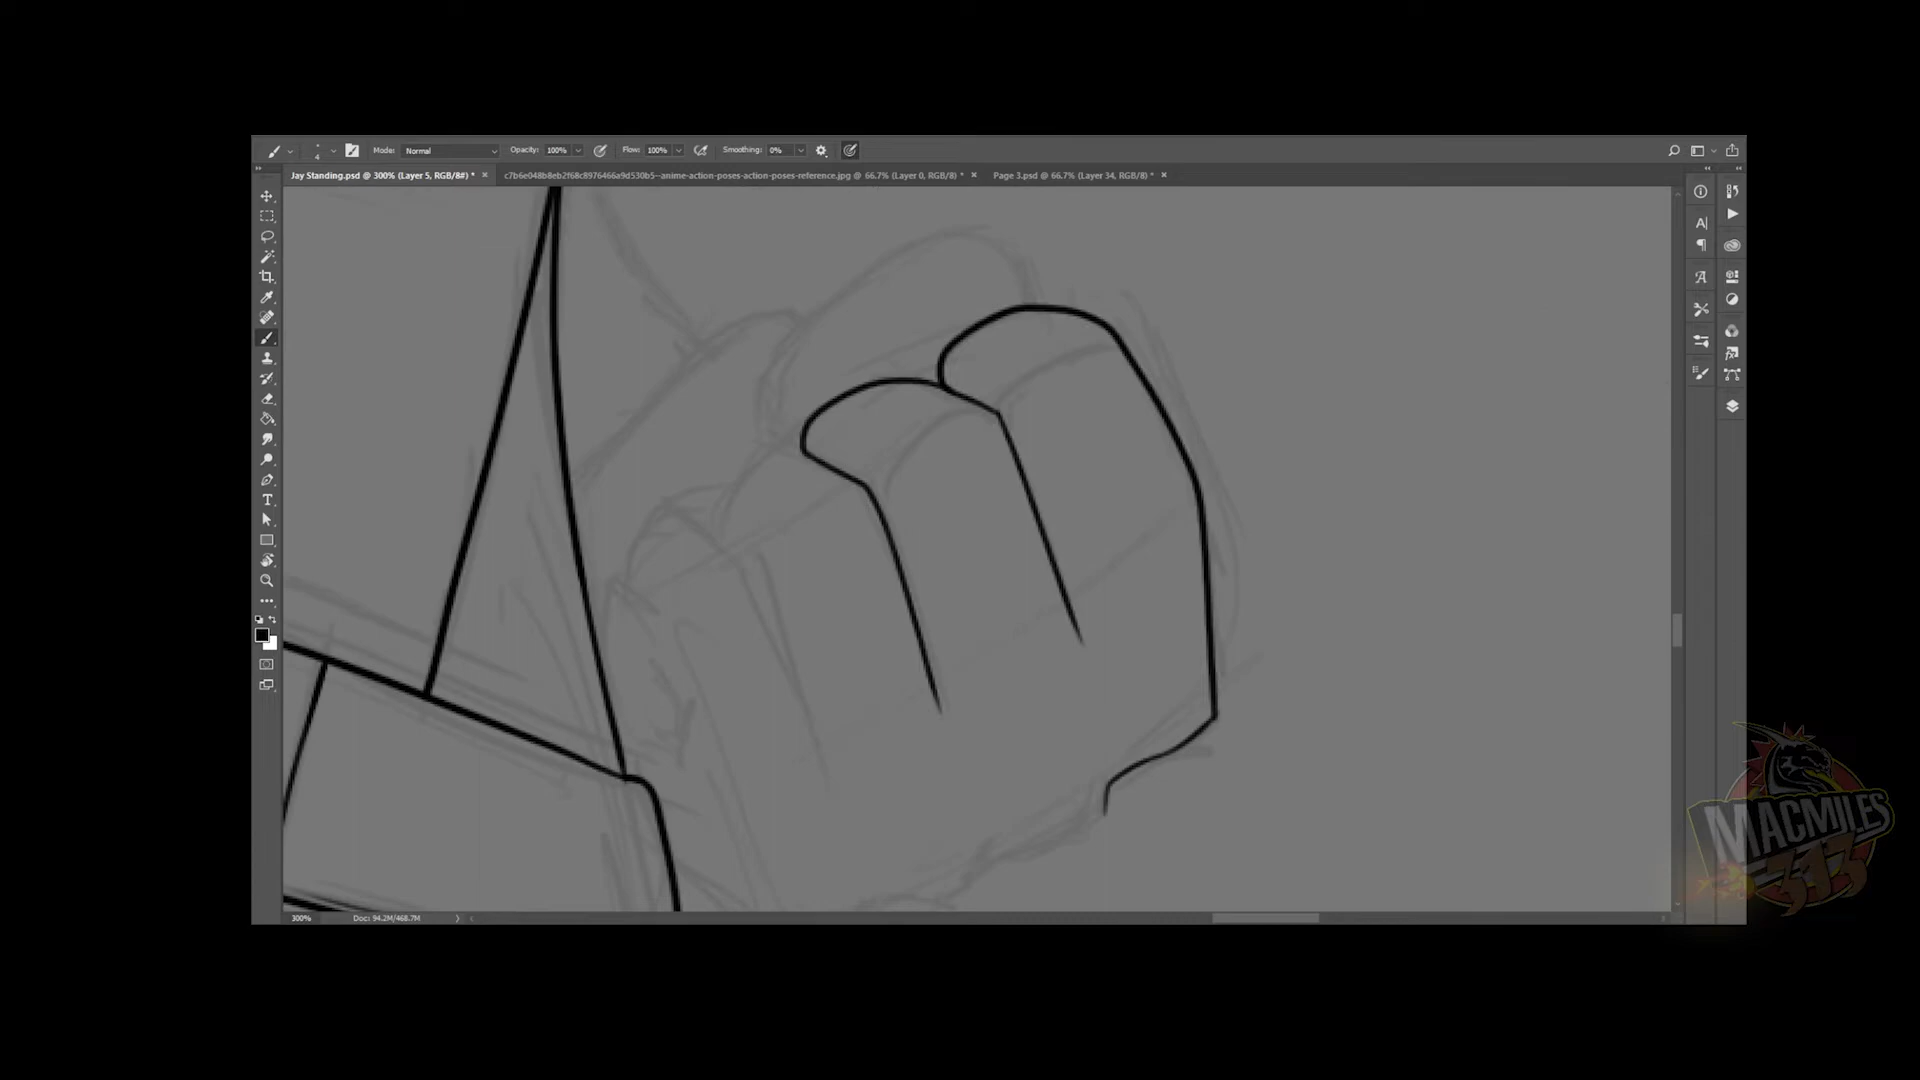 4 Mode: Normal Opacity: 100% Flow: 100% Smoothing: 0%
Jay Standing.psd @ 300% (Layer 5, RGB/8#) * × c7b6e048b8eb2f68c8976466a9d530b5--anime-action-poses-action-poses-reference.jpg @ 66.7% (Layer 0, RGB/8) * × Page 3.psd @ 66.7% (Layer 34, RGB/8) * ×
MACMILES
313
300% Doc: 94.2M/468.7M